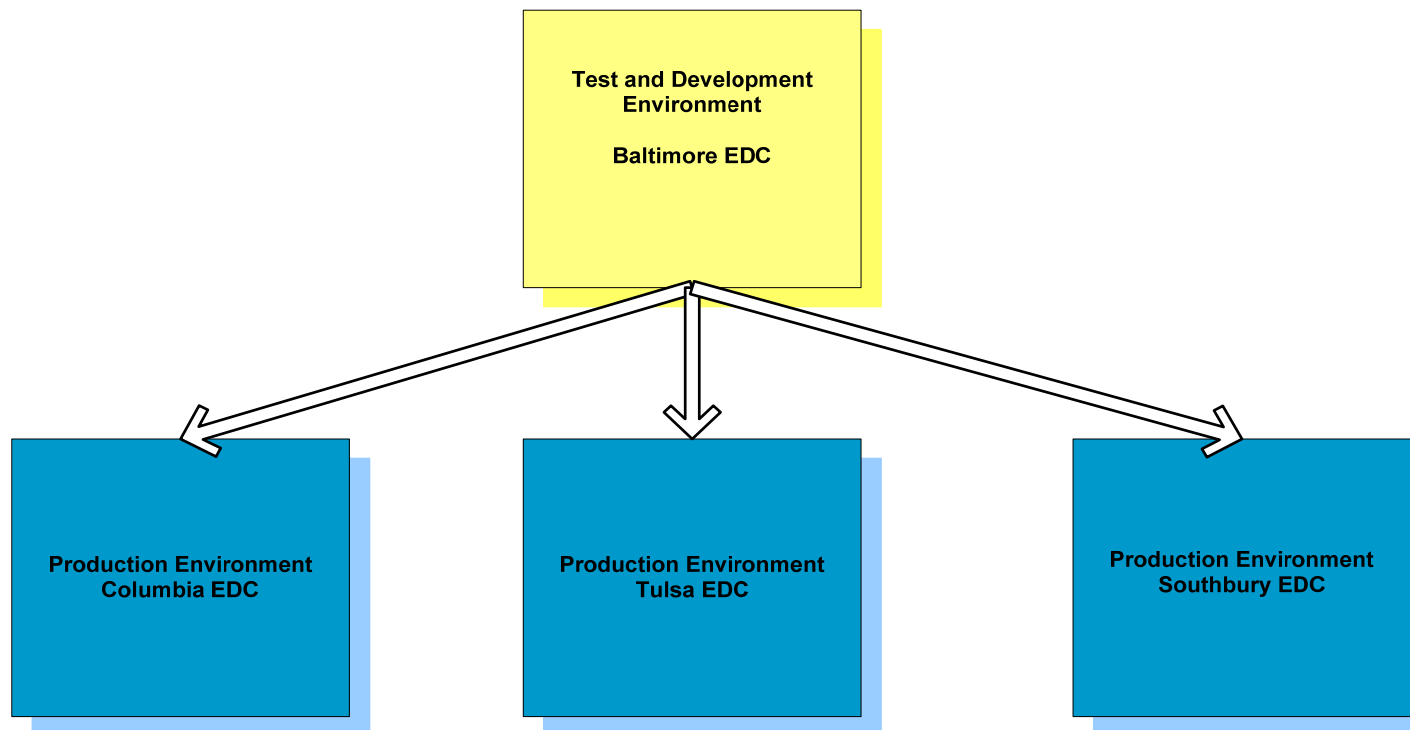 Test and Development
Environment
Baltimore EDC
Production Environment
Columbia EDC
Production Environment
Tulsa EDC
Production Environment
Southbury EDC